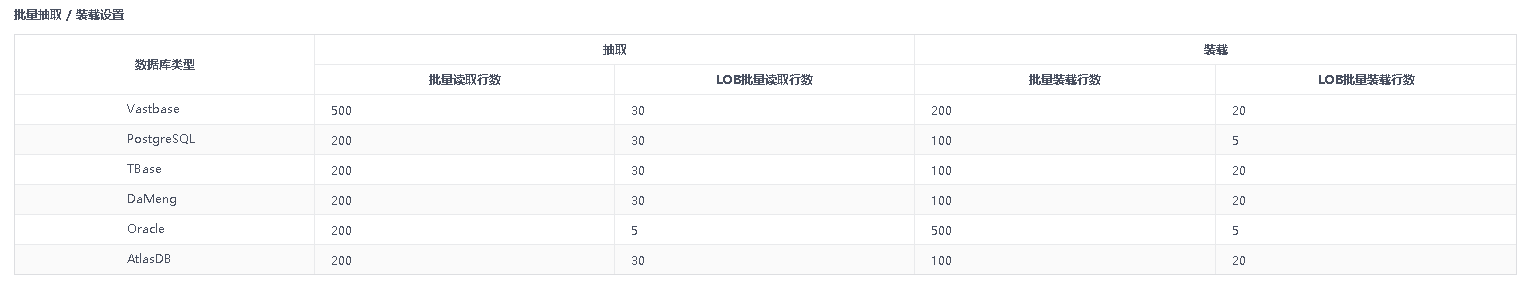 批量抽取 / 装载设置
数据库类型 抽取 装载
批量读取行数 LOB批量读取行数 批量装载行数 LOB批量装载行数
Vastbase 500 30 200 20
PostgreSQL 200 30 100 5
TBase 200 30 100 20
DaMeng 200 30 100 20
Oracle 200 5 500 5
AtlasDB 200 30 100 20